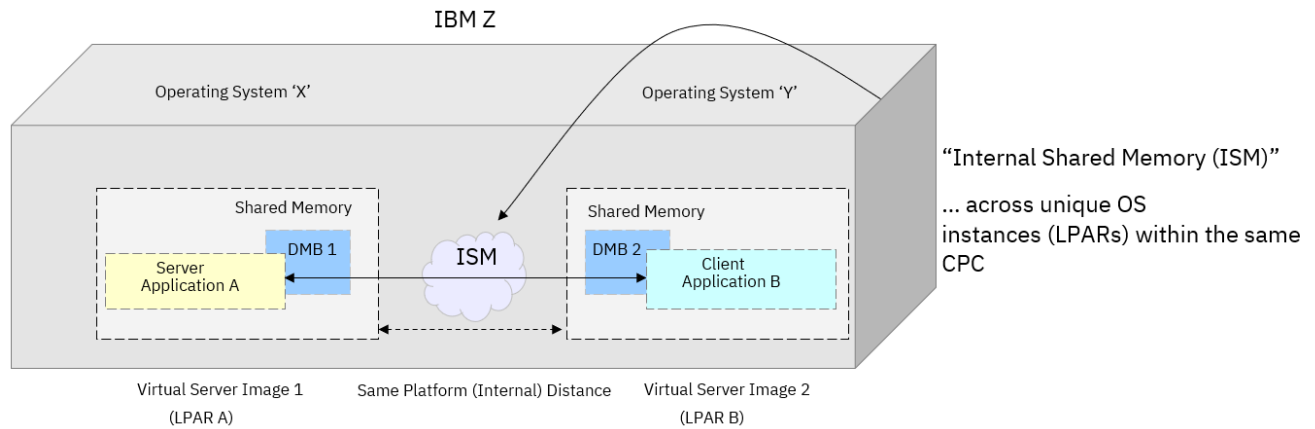 IBM Z
Operating System ‘X’
Operating System ‘Y’
“Internal Shared Memory (ISM)”
... across unique OS
instances (LPARs) within the same
CPC
Shared Memory
DMB 1
Server
Application A
ISM
Shared Memory
DMB 2
Client
Application B
Virtual Server Image 1
(LPAR A)
Same Platform (Internal) Distance
Virtual Server Image 2
(LPAR B)